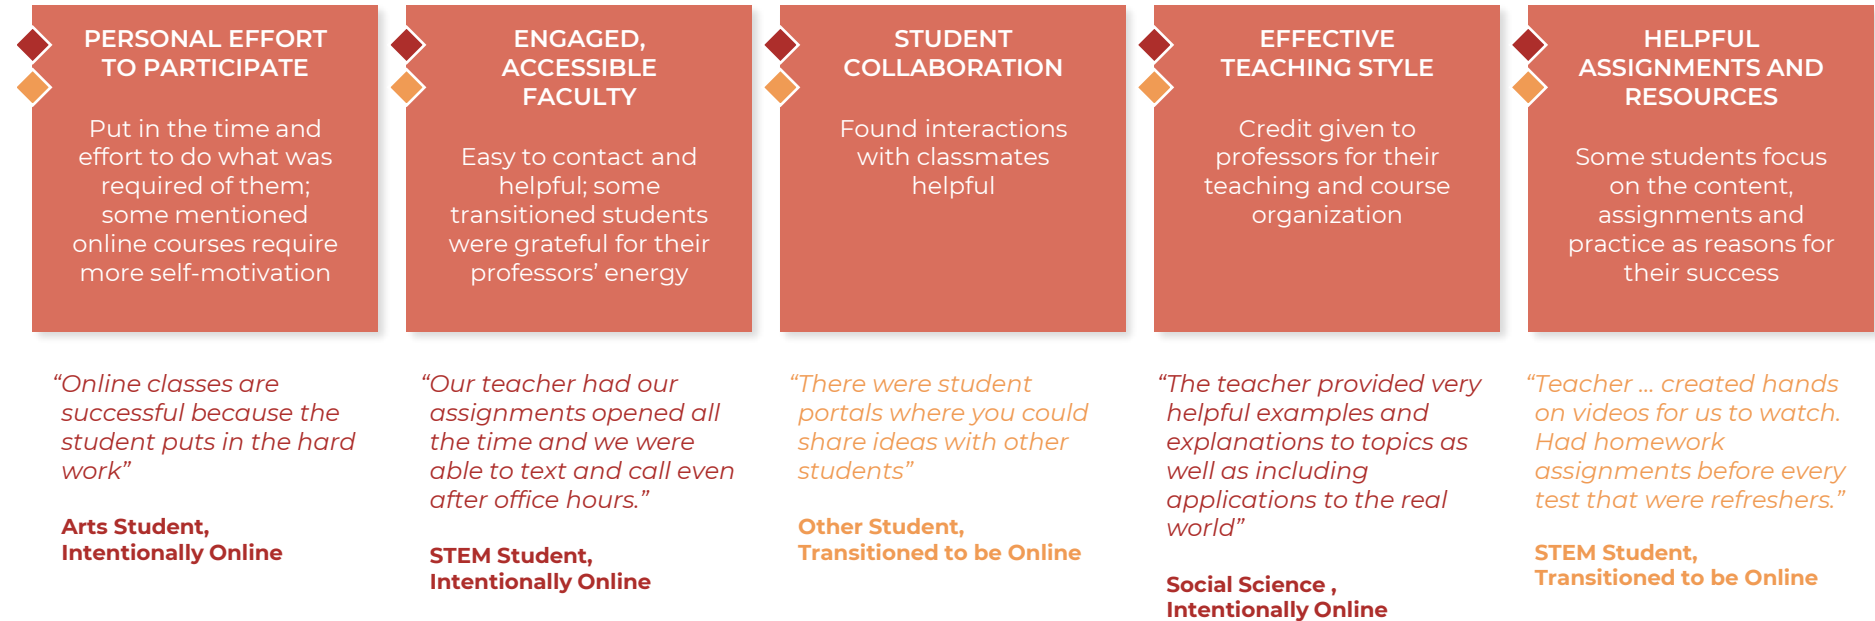 PERSONAL EFFORT
TO PARTICIPATE
Put in the time and
effort to do what was
required of them;
some mentioned
online courses require
more self-motivation
“Online classes are
successful because the
student puts in the hard
work”
Arts Student,
Intentionally Online
ENGAGED,
ACCESSIBLE
FACULTY
Easy to contact and
helpful; some
transitioned students
were grateful for their
professors’ energy
“Our teacher had our
assignments opened all
the time and we were
able to text and call even
after office hours.”
STEM Student,
Intentionally Online
STUDENT
COLLABORATION
Found interactions
with classmates
helpful
“There were student
portals where you could
share ideas with other
students”
Other Student,
Transitioned to be Online
EFFECTIVE
TEACHING STYLE
Credit given to
professors for their
teaching and course
organization
“The teacher provided very
helpful examples and
explanations to topics as
well as including
applications to the real
world”
Social Science ,
Intentionally Online
HELPFUL
ASSIGNMENTS AND
RESOURCES
Some students focus
on the content,
assignments and
practice as reasons for
their success
“Teacher … created hands
on videos for us to watch.
Had homework
assignments before every
test that were refreshers.”
STEM Student,
Transitioned to be Online